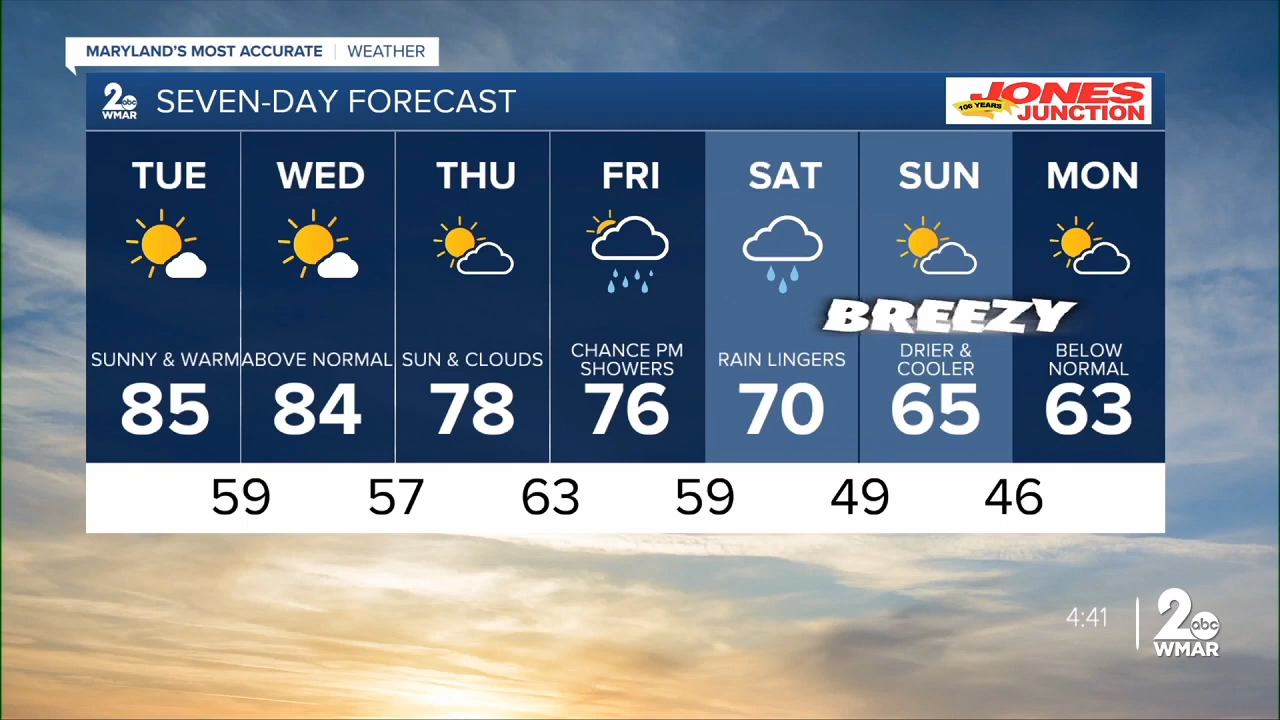 MARYLAND'S MOST ACCURATE | WEATHER
2 abc
WMAR
SEVEN-DAY FORECAST
106 YEARS
JONES
JUNCTION
TUE WED THU FRI SAT SUN MON
BREEZY
SUNNY & WARM
ABOVE NORMAL
SUN & CLOUDS
CHANCE PM
SHOWERS
RAIN LINGERS
DRIER &
COOLER
BELOW
NORMAL
85 84 78 76 70 65 63
59 57 63 59 49 46
4:41
2 abc
WMAR